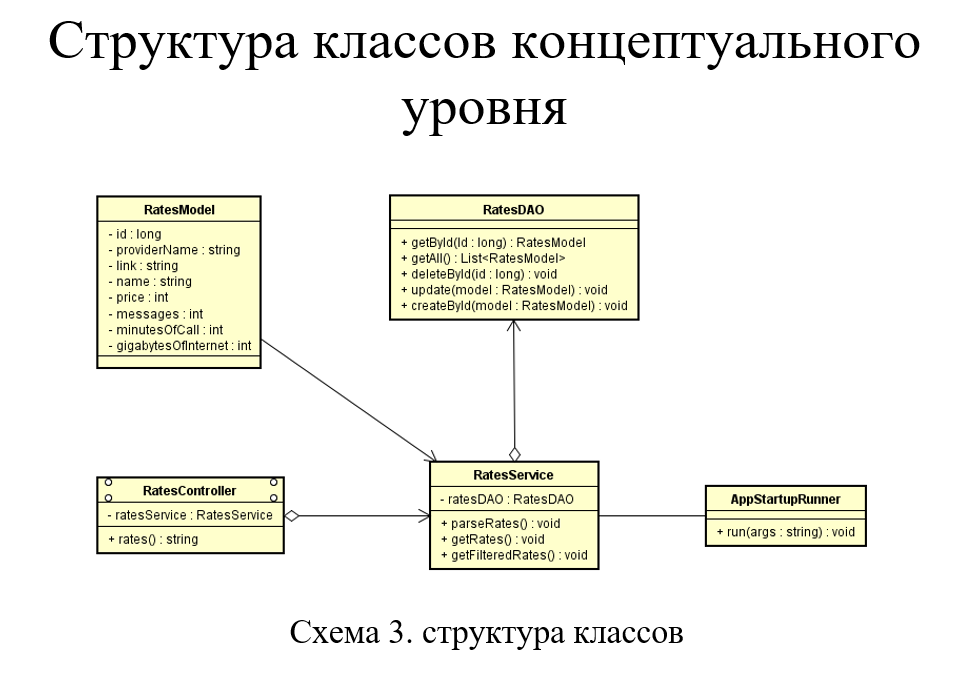 Структура классов концептуального
уровня
RatesModel
- id : long
- providerName : string
- link : string
- name : string
- price : int
- messages : int
- minutesOfCall : int
- gigabytesOfInternet : int
RatesDAO
+ getById(Id : long) : RatesModel
+ getAll() : List<RatesModel>
+ deleteById(id : long) : void
+ update(model : RatesModel) : void
+ createById(model : RatesModel) : void
RatesController
- ratesService : RatesService
+ rates() : string
RatesService
- ratesDAO : RatesDAO
+ parseRates() : void
+ getRates() : void
+ getFilteredRates() : void
AppStartupRunner
+ run(args : string) : void
Схема 3. структура классов